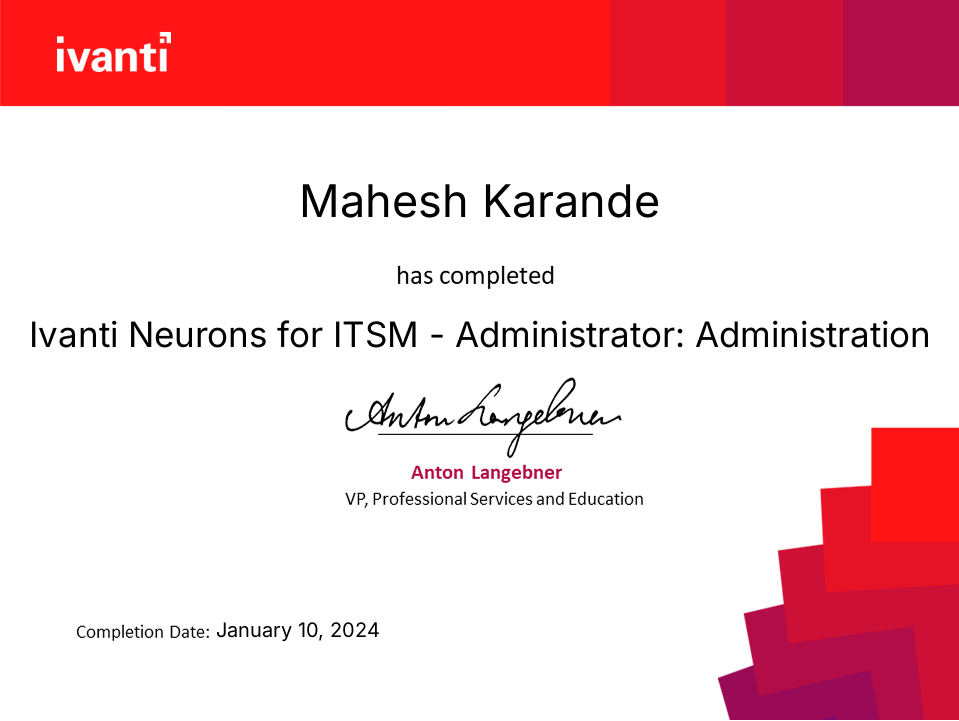 ivanti
Mahesh Karande
has completed
Ivanti Neurons for ITSM - Administrator: Administration
Anton Langebner
Anton Langebner
VP, Professional Services and Education
Completion Date: January 10, 2024